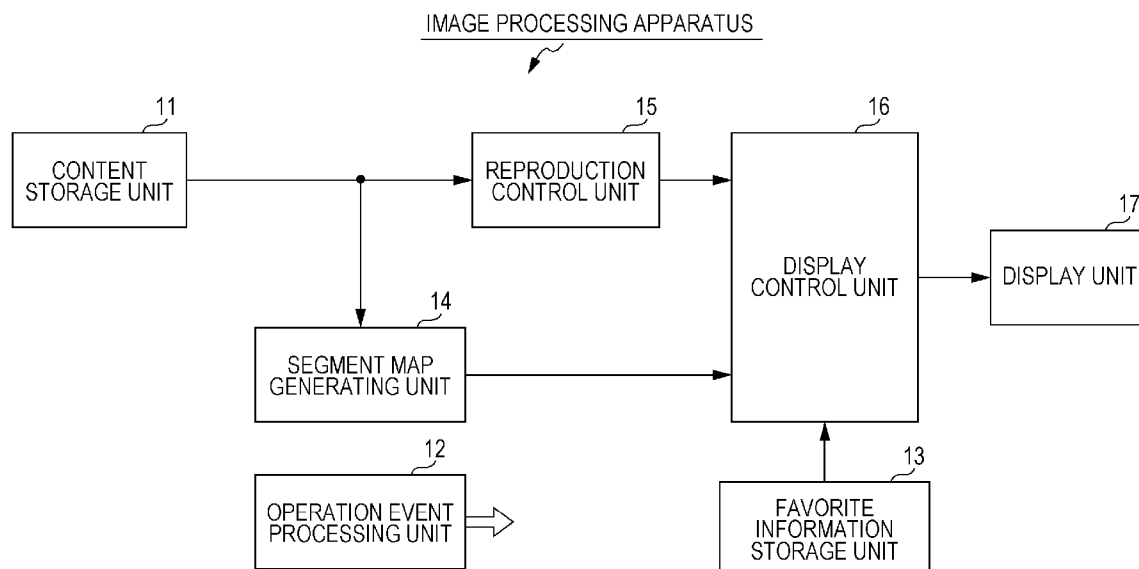 IMAGE PROCESSING APPARATUS
11
CONTENT
STORAGE UNIT
15
REPRODUCTION
CONTROL UNIT
16
DISPLAY
CONTROL UNIT
17
DISPLAY UNIT
14
SEGMENT MAP
GENERATING UNIT
12
OPERATION EVENT
PROCESSING UNIT
13
FAVORITE
INFORMATION
STORAGE UNIT